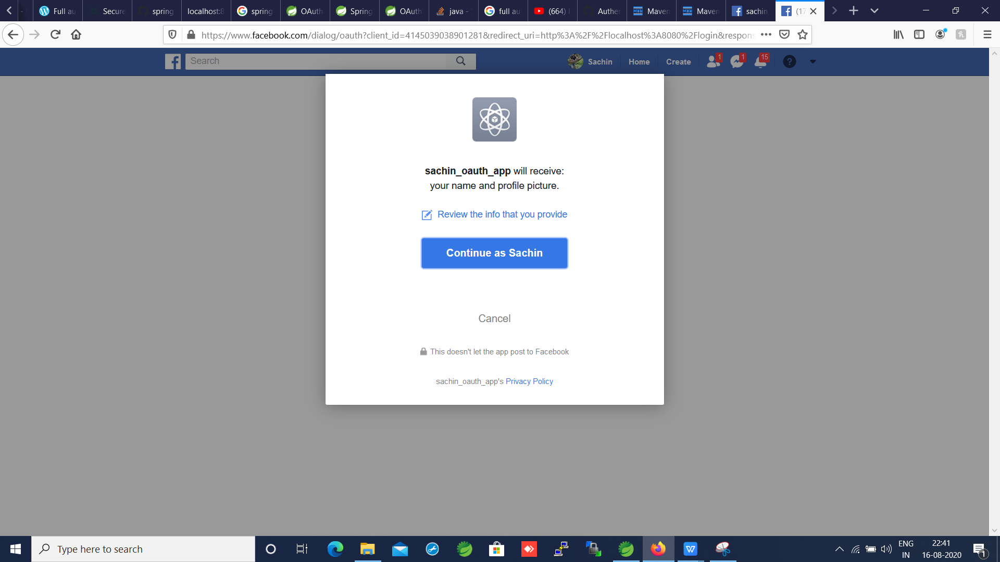 Full au
Secure
spring
localhost:8
spring
OAuth
Spring
OAuth
java -
full au
(664)
Auther
Maven
Maven
sachin
(17
https://www.facebook.com/dialog/oauth?client_id=4145039038901281&redirect_uri=http%3A%2F%2Flocalhost%3A8080%2Flogin&respons
Search
Sachin
Home
Create
1
1
15
sachin_oauth_app will receive:
your name and profile picture.
Review the info that you provide
Continue as Sachin
Cancel
This doesn't let the app post to Facebook
sachin_oauth_app's Privacy Policy
Type here to search
ENG
IN
22:41
16-08-2020
1